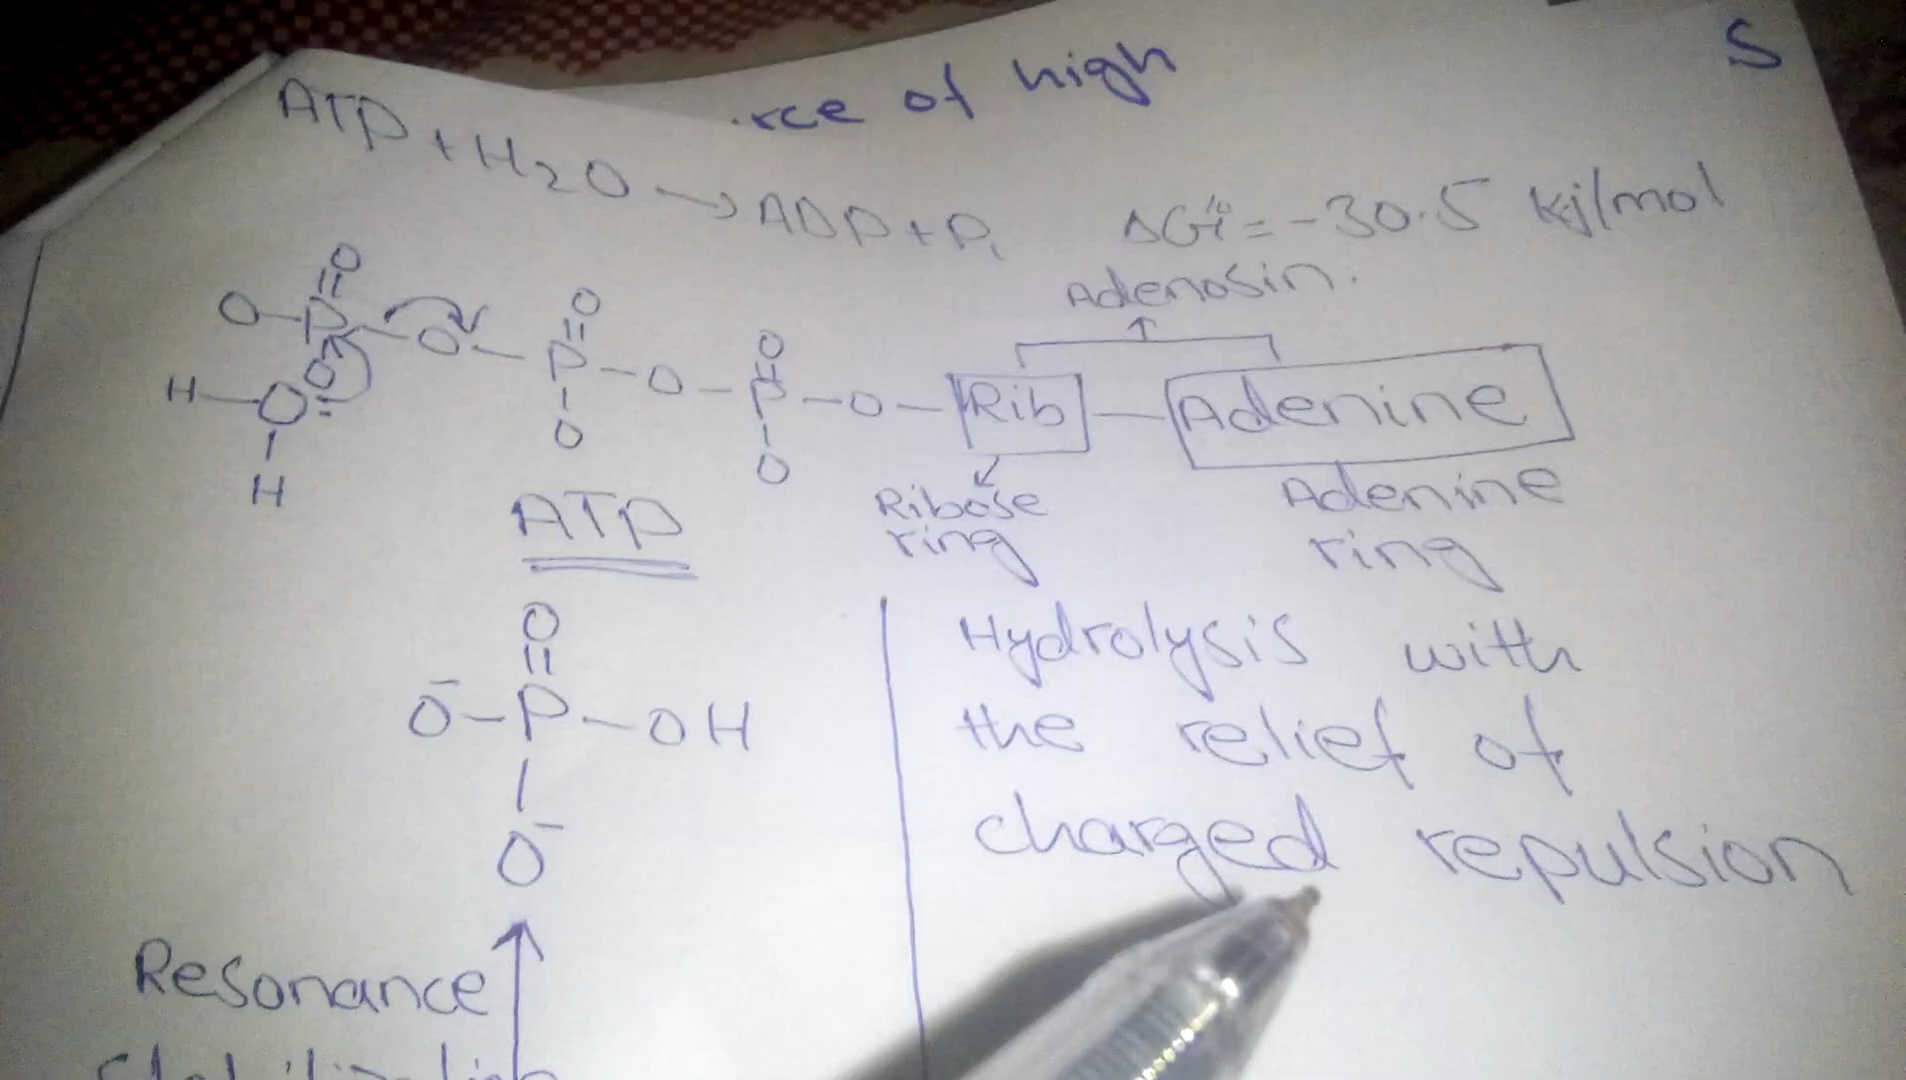 rce of high
S
ATP + H2O → ADP + Pi ΔG'° = -30.5 kj/mol
Adenosin.
O O O
O - P - O - P - O - P - O - Rib - Adenine
O O O
H - O
H
ATP
Ribose
ring
Adenine
ring
O
O⁻ - P - OH
O⁻
Hydrolysis with
the relief of
charged repulsion
Resonance